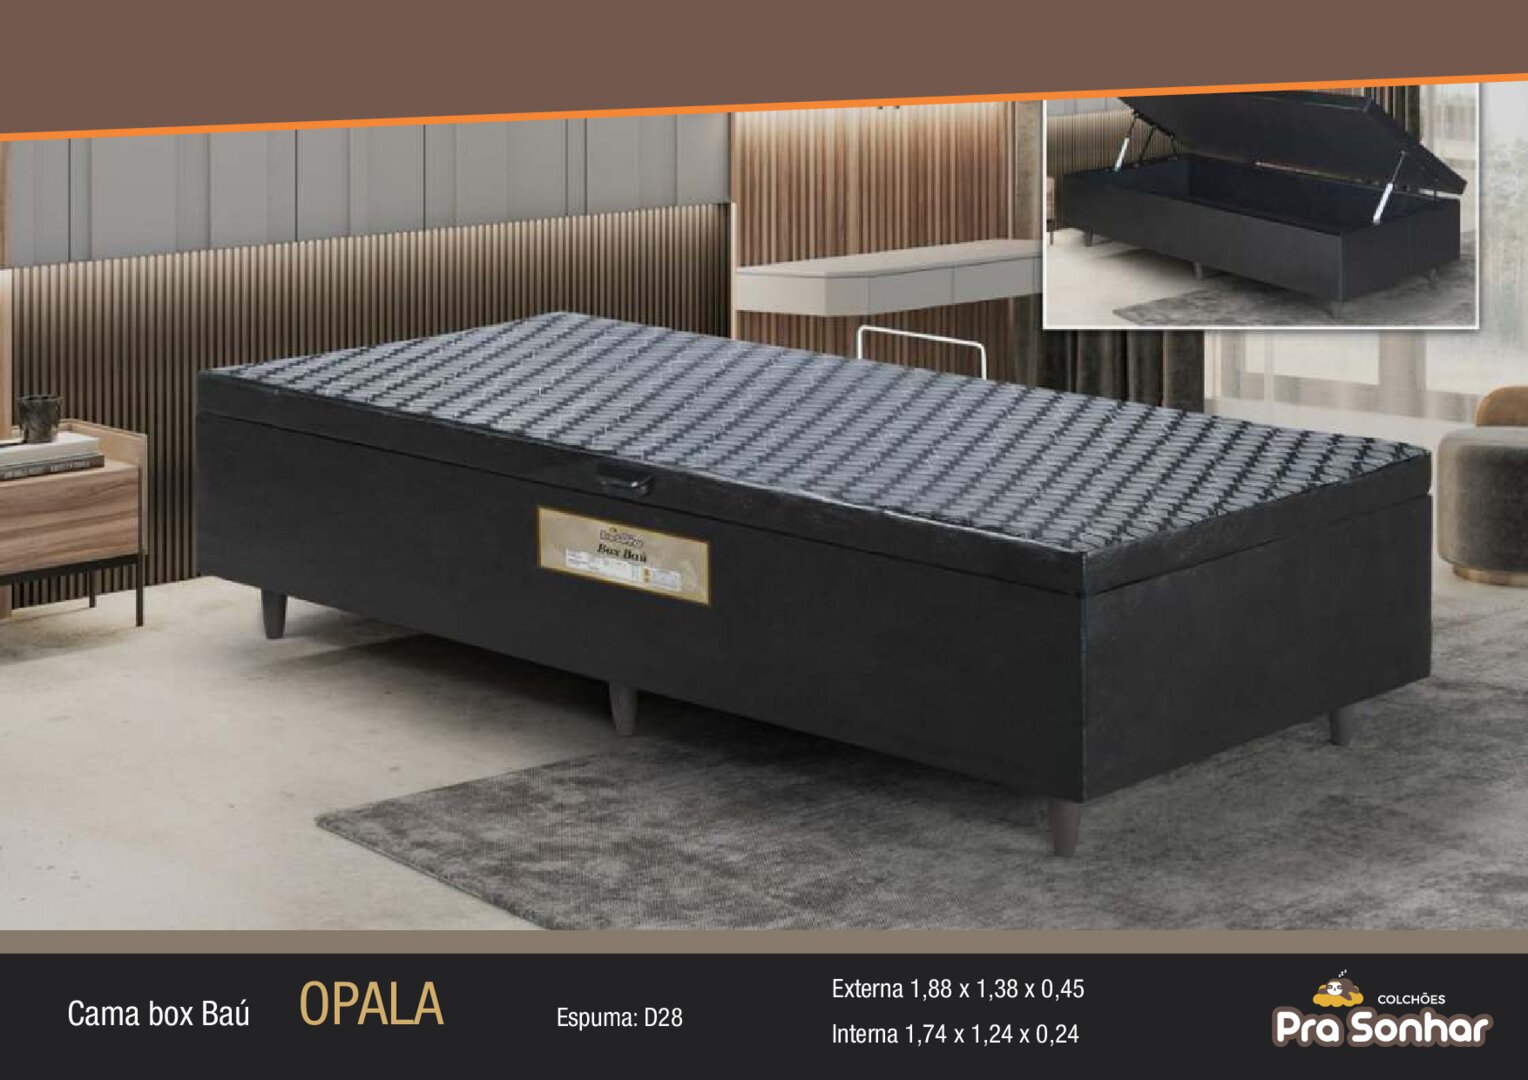 Box Baú
Cama box Baú
OPALA
Espuma: D28
Externa 1,88 x 1,38 x 0,45
Interna 1,74 x 1,24 x 0,24
COLCHÕES
Pra Sonhar